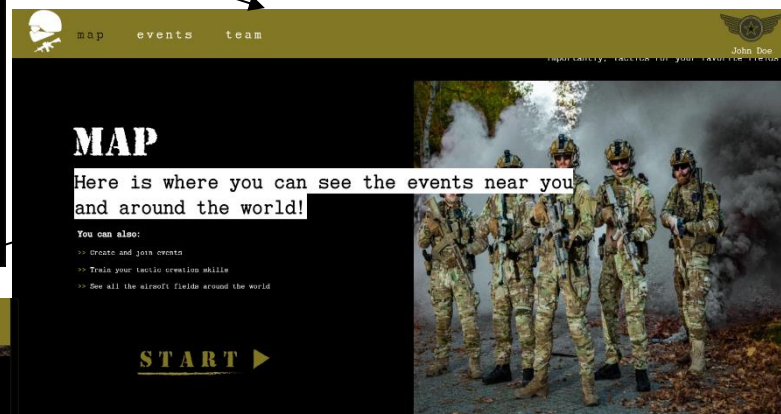 map events team
John Doe
importantly, tactics for your favorite fields
MAP
Here is where you can see the events near you
and around the world!
You can also:
>> Create and join events
>> Train your tactic creation skills
>> See all the airsoft fields around the world
START